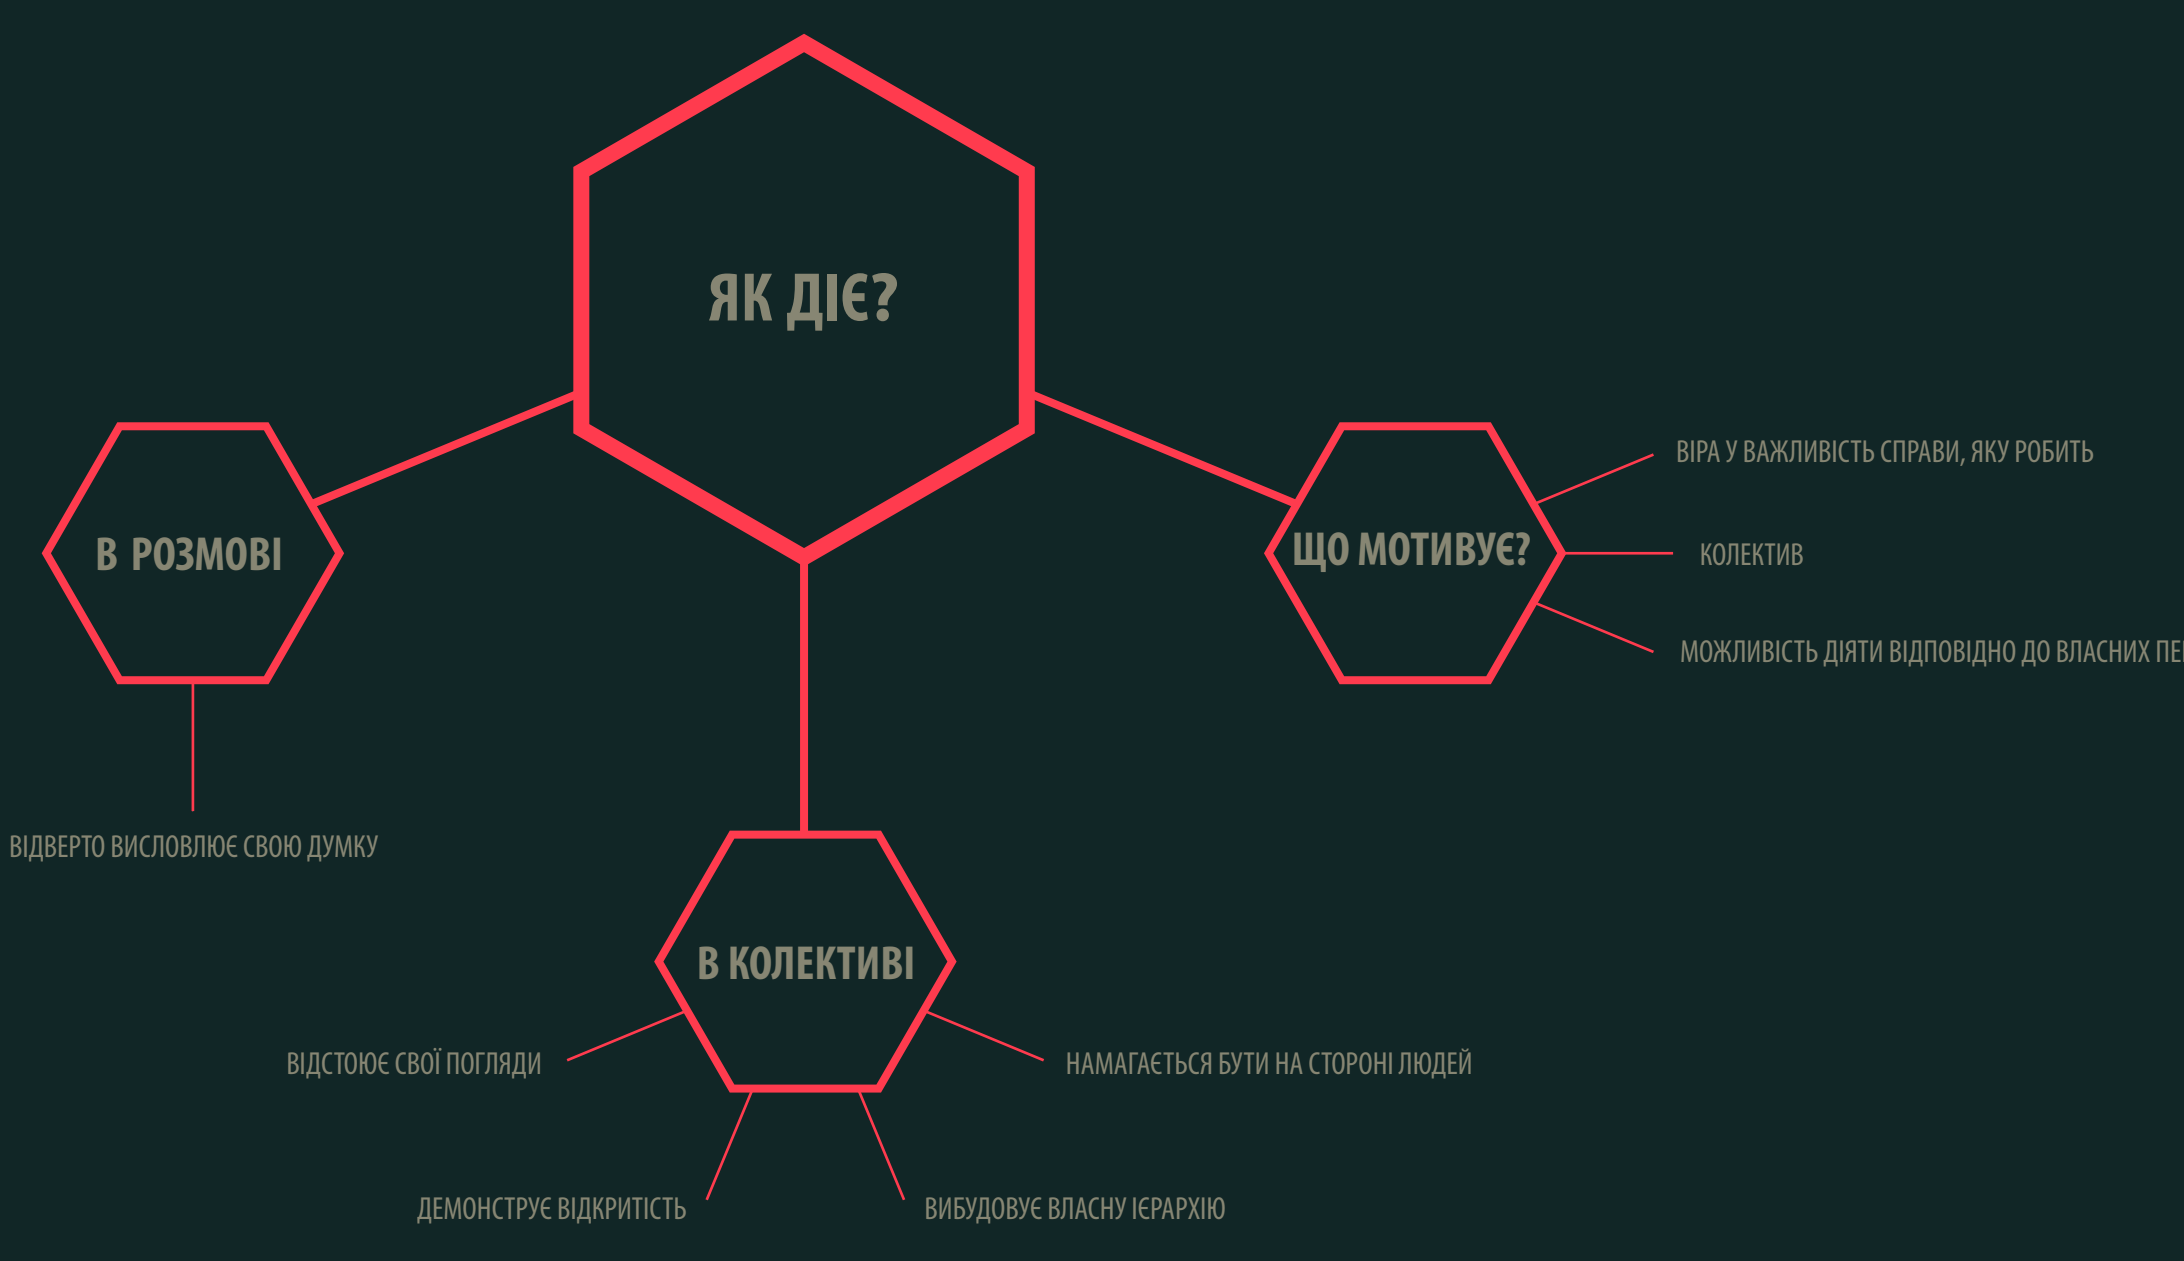 ЯК ДІЄ?
В РОЗМОВІ
ВІДВЕРТО ВИСЛОВЛЮЄ СВОЮ ДУМКУ
ЩО МОТИВУЄ?
ВІРА У ВАЖЛИВІСТЬ СПРАВИ, ЯКУ РОБИТЬ
КОЛЕКТИВ
МОЖЛИВІСТЬ ДІЯТИ ВІДПОВІДНО ДО ВЛАСНИХ
В КОЛЕКТИВІ
ВІДСТОЮЄ СВОЇ ПОГЛЯДИ
НАМАГАЄТЬСЯ БУТИ НА СТОРОНІ ЛЮДЕЙ
ДЕМОНСТРУЄ ВІДКРИТІСТЬ
ВИБУДОВУЄ ВЛАСНУ ІЄРАРХІЮ